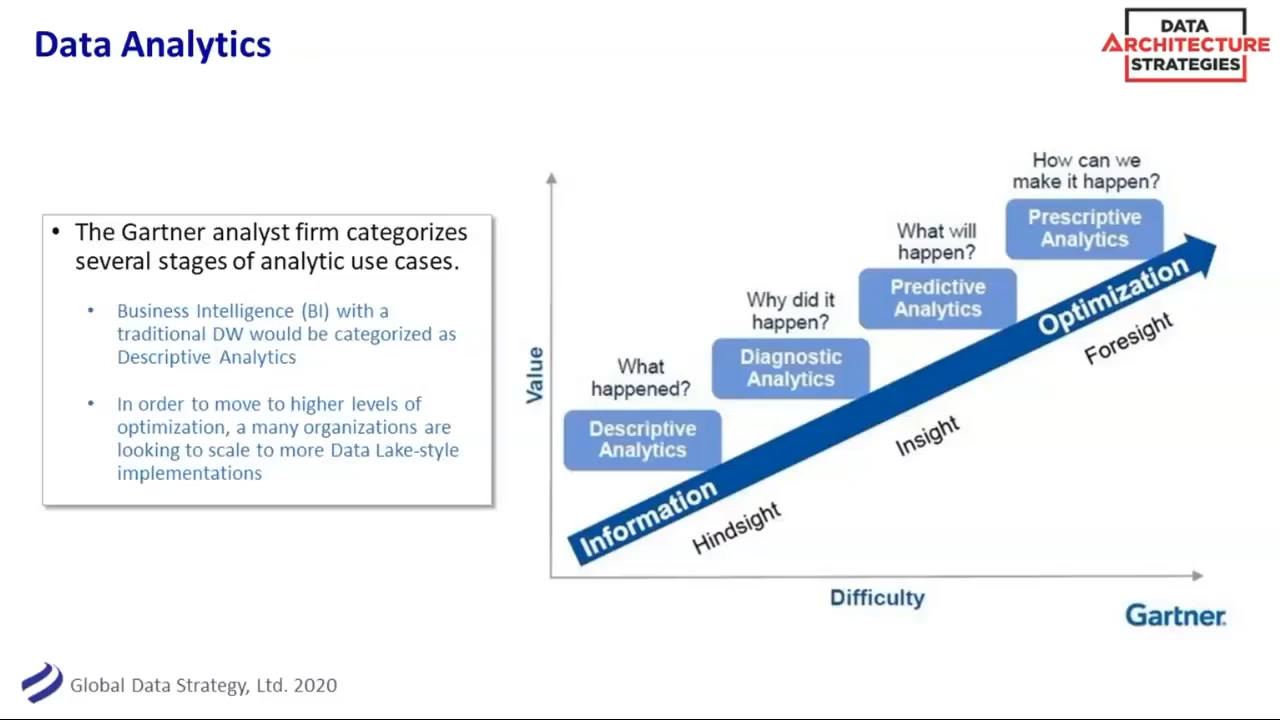 Data Analytics
DATA
ARCHITECTURE
STRATEGIES
• The Gartner analyst firm categorizes
several stages of analytic use cases.
• Business Intelligence (BI) with a
traditional DW would be categorized as
Descriptive Analytics
• In order to move to higher levels of
optimization, a many organizations are
looking to scale to more Data Lake-style
implementations
Value
What
happened?
Descriptive
Analytics
Why did it
happen?
Diagnostic
Analytics
What will
happen?
Predictive
Analytics
How can we
make it happen?
Prescriptive
Analytics
Information
Optimization
Hindsight
Insight
Foresight
Difficulty
Gartner.
Global Data Strategy, Ltd. 2020